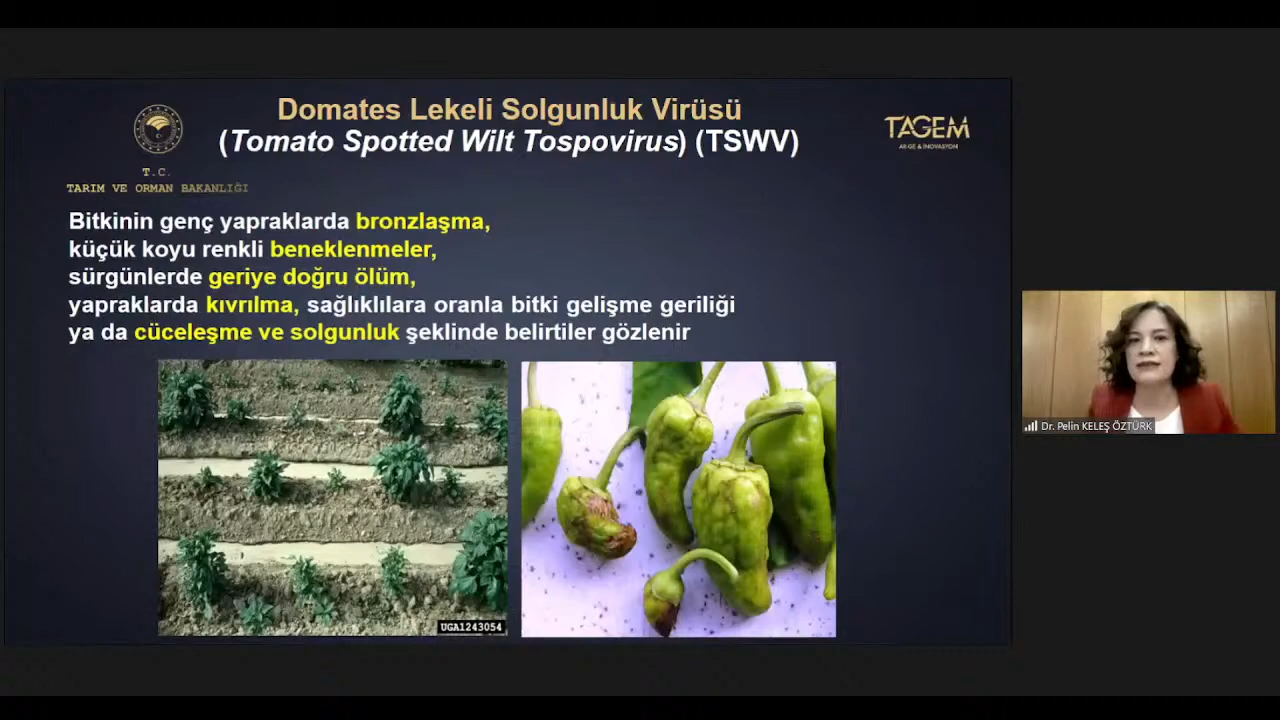 Domates Lekeli Solgunluk Virüsü
(Tomato Spotted Wilt Tospovirus) (TSWV)
T.C.
TARIM VE ORMAN BAKANLIĞI
TAGEM
AR-GE & İNOVASYON
Bitkinin genç yapraklarda bronzlaşma,
küçük koyu renkli beneklenmeler,
sürgünlerde geriye doğru ölüm,
yapraklarda kıvrılma, sağlıklılara oranla bitki gelişme geriliği
ya da cüceleşme ve solgunluk şeklinde belirtiler gözlenir
UGA1243054
Dr. Pelin KELEŞ ÖZTÜRK